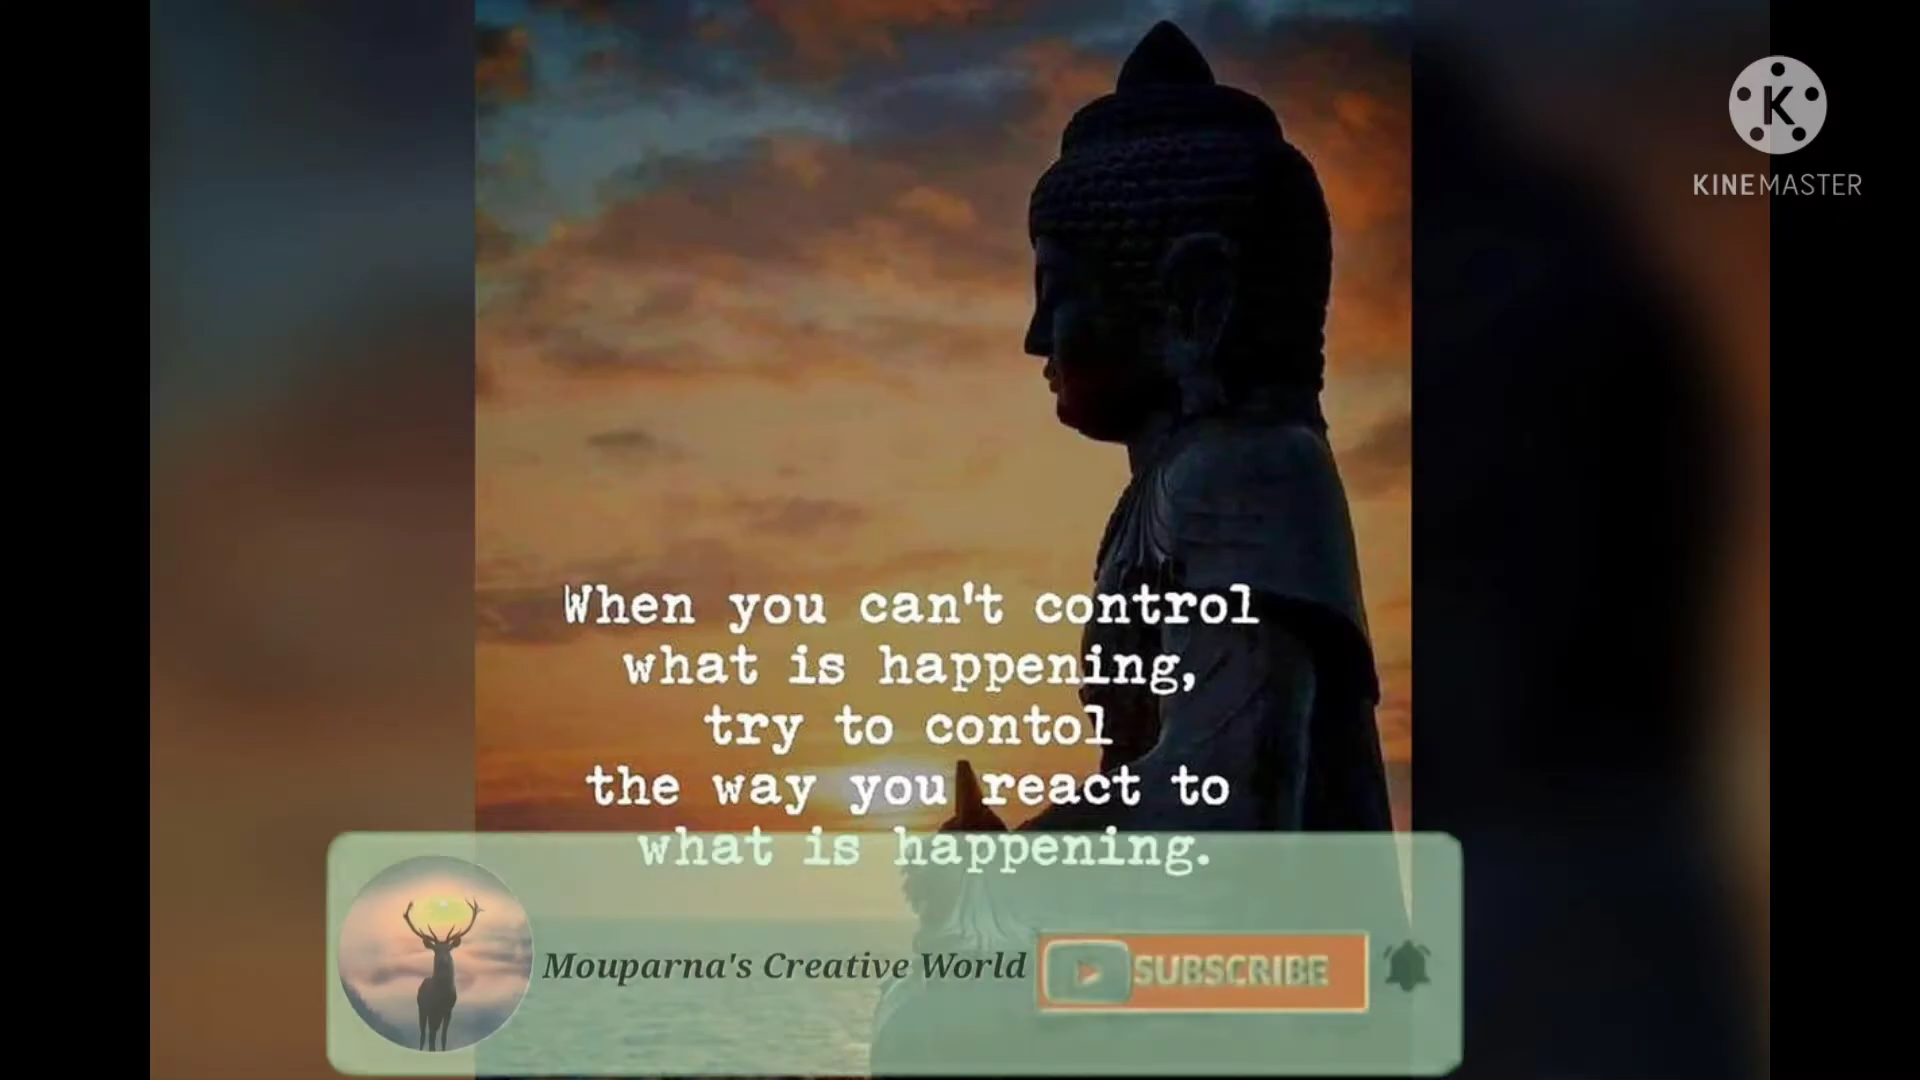 K
KINEMASTER
When you can't control
what is happening,
try to contol
the way you react to
what is happening.
Mouparna's Creative World
SUBSCRIBE